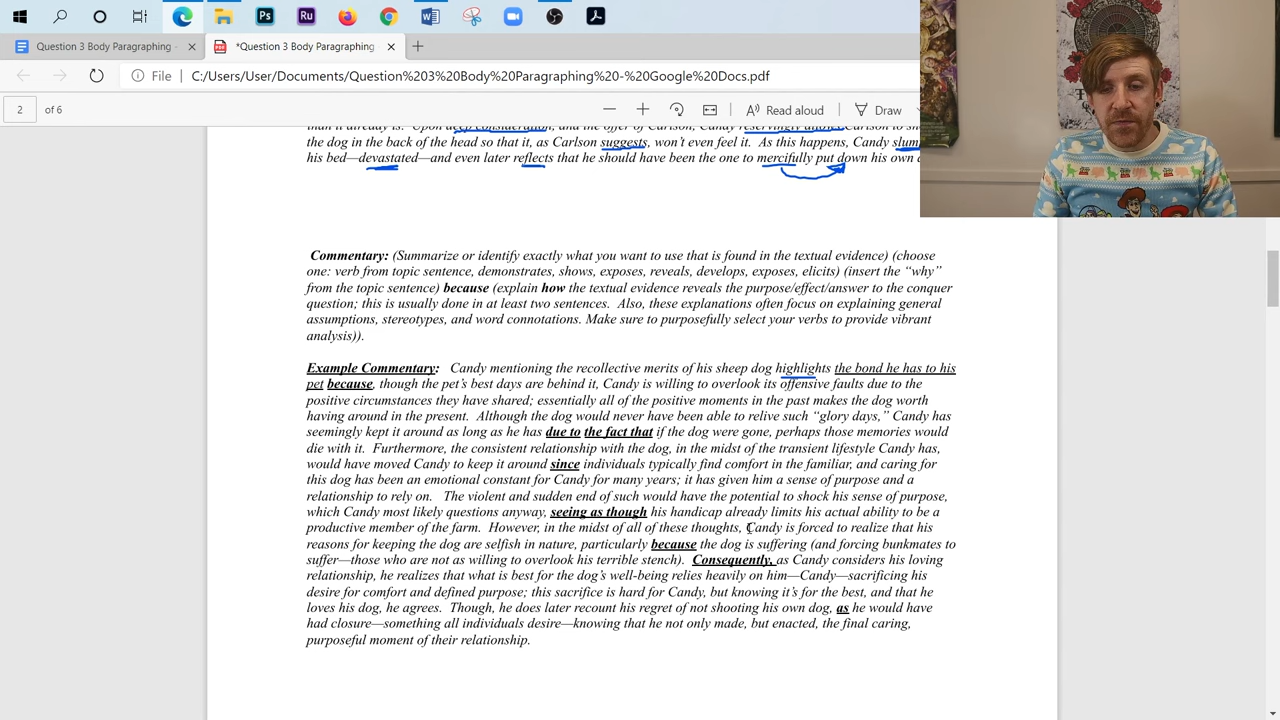 Ps
Ru
Question 3 Body Paragraphing -
*Question 3 Body Paragraphing
File
C:/Users/User/Documents/Question%203%20Body%20Paragraphing%20-%20Google%20Docs.pdf
2 of 6
Read aloud
Draw
than it already is. Upon deep consideration, and the offer of Carlson, Candy reservingly allows Carlson to
the dog in the back of the head so that it, as Carlson suggests, won't even feel it. As this happens, Candy
his bed—devastated—and even later reflects that he should have been the one to mercifully put down his own
Commentary: (Summarize or identify exactly what you want to use that is found in the textual evidence) (choose
one: verb from topic sentence, demonstrates, shows, exposes, reveals, develops, exposes, elicits) (insert the “why”
from the topic sentence) because (explain how the textual evidence reveals the purpose/effect/answer to the conquer
question; this is usually done in at least two sentences. Also, these explanations often focus on explaining general
assumptions, stereotypes, and word connotations. Make sure to purposefully select your verbs to provide vibrant
analysis)).
Example Commentary: Candy mentioning the recollective merits of his sheep dog highlights the bond he has to his
pet because, though the pet’s best days are behind it, Candy is willing to overlook its offensive faults due to the
positive circumstances they have shared; essentially all of the positive moments in the past makes the dog worth
having around in the present. Although the dog would never have been able to relive such “glory days,” Candy has
seemingly kept it around as long as he has due to the fact that if the dog were gone, perhaps those memories would
die with it. Furthermore, the consistent relationship with the dog, in the midst of the transient lifestyle Candy has,
would have moved Candy to keep it around since individuals typically find comfort in the familiar, and caring for
this dog has been an emotional constant for Candy for many years; it has given him a sense of purpose and a
relationship to rely on. The violent and sudden end of such would have the potential to shock his sense of purpose,
which Candy most likely questions anyway, seeing as though his handicap already limits his actual ability to be a
productive member of the farm. However, in the midst of all of these thoughts, Candy is forced to realize that his
reasons for keeping the dog are selfish in nature, particularly because the dog is suffering (and forcing bunkmates to
suffer—those who are not as willing to overlook his terrible stench). Consequently, as Candy considers his loving
relationship, he realizes that what is best for the dog’s well-being relies heavily on him—Candy—sacrificing his
desire for comfort and defined purpose; this sacrifice is hard for Candy, but knowing it’s for the best, and that he
loves his dog, he agrees. Though, he does later recount his regret of not shooting his own dog, as he would have
had closure—something all individuals desire—knowing that he not only made, but enacted, the final caring,
purposeful moment of their relationship.